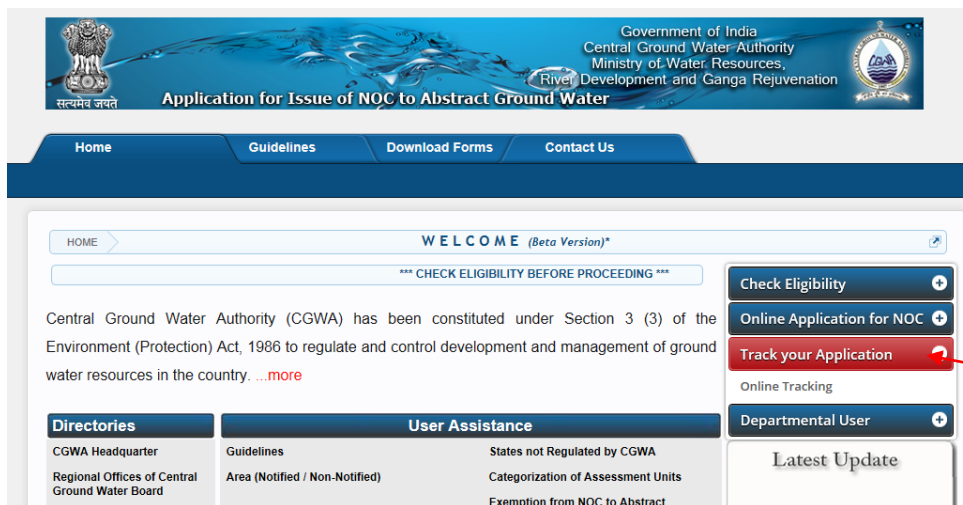 Government of India
Central Ground Water Authority
Ministry of Water Resources,
River Development and Ganga Rejuvenation
सत्यमेव जयते
Application for Issue of NOC to Abstract Ground Water
Home Guidelines Download Forms Contact Us
HOME WELCOME (Beta Version)*
*** CHECK ELIGIBILITY BEFORE PROCEEDING ***
Central Ground Water Authority (CGWA) has been constituted under Section 3 (3) of the
Environment (Protection) Act, 1986 to regulate and control development and management of ground
water resources in the country. ...more
Check Eligibility
Online Application for NOC
Track your Application
Online Tracking
Departmental User
Latest Update
Directories
CGWA Headquarter
Regional Offices of Central
Ground Water Board
User Assistance
Guidelines
Area (Notified / Non-Notified)
States not Regulated by CGWA
Categorization of Assessment Units
Exemption from NOC to Abstract